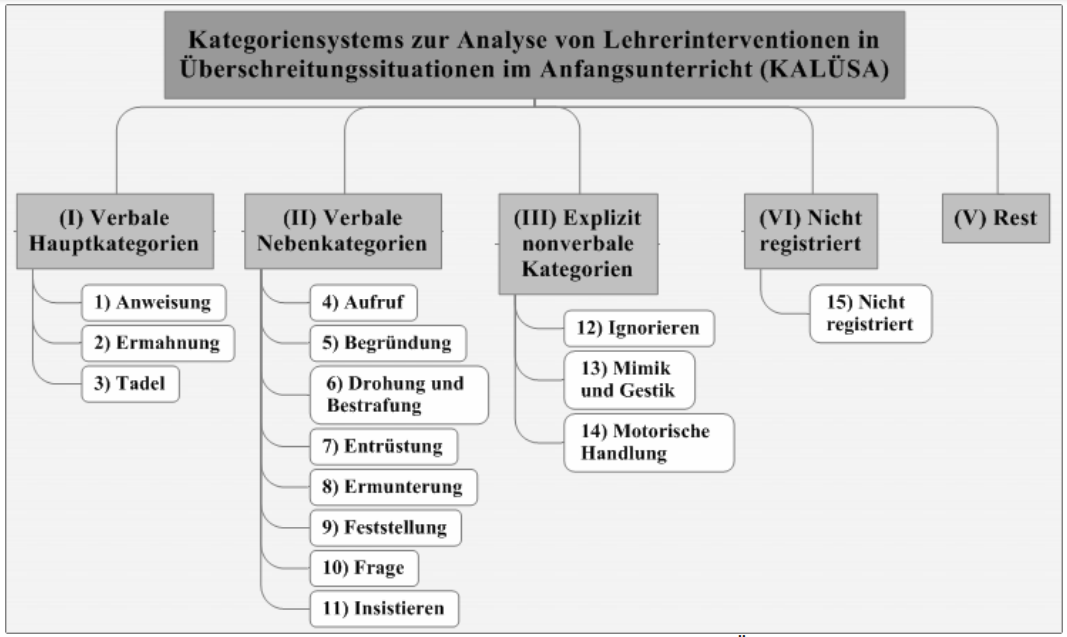 Kategoriensystems zur Analyse von Lehrerinterventionen in
Überschreitungssituationen im Anfangsunterricht (KALÜSA)
(I) Verbale
Hauptkategorien
1) Anweisung
2) Ermahnung
3) Tadel
(II) Verbale
Nebenkategorien
4) Aufruf
5) Begründung
6) Drohung und
Bestrafung
7) Entrüstung
8) Ermunterung
9) Feststellung
10) Frage
11) Insistieren
(III) Explizit
nonverbale
Kategorien
12) Ignorieren
13) Mimik
und Gestik
14) Motorische
Handlung
(VI) Nicht
registriert
15) Nicht
registriert
(V) Rest